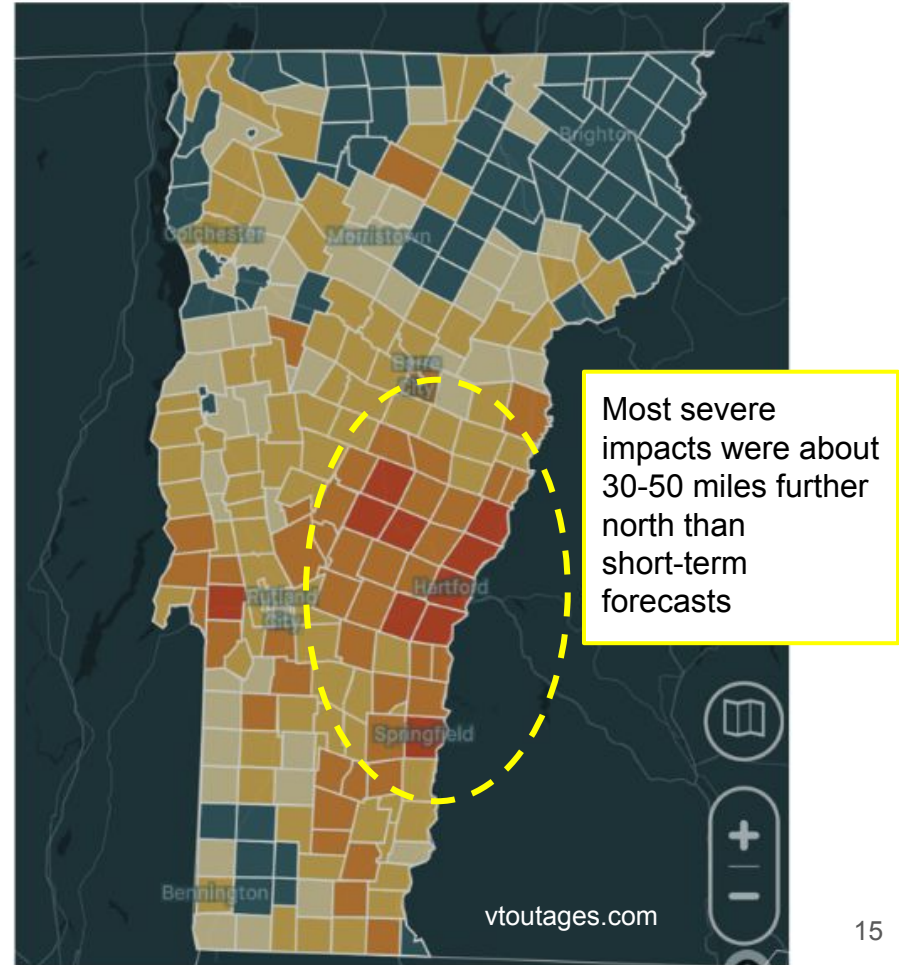 Brighton
Colchester
Morristown
Barre
City
Most severe
impacts were about
30-50 miles further
north than
short-term
forecasts
Hartford
Rutland
City
Springfield
+
−
Bennington
vtoutages.com
15